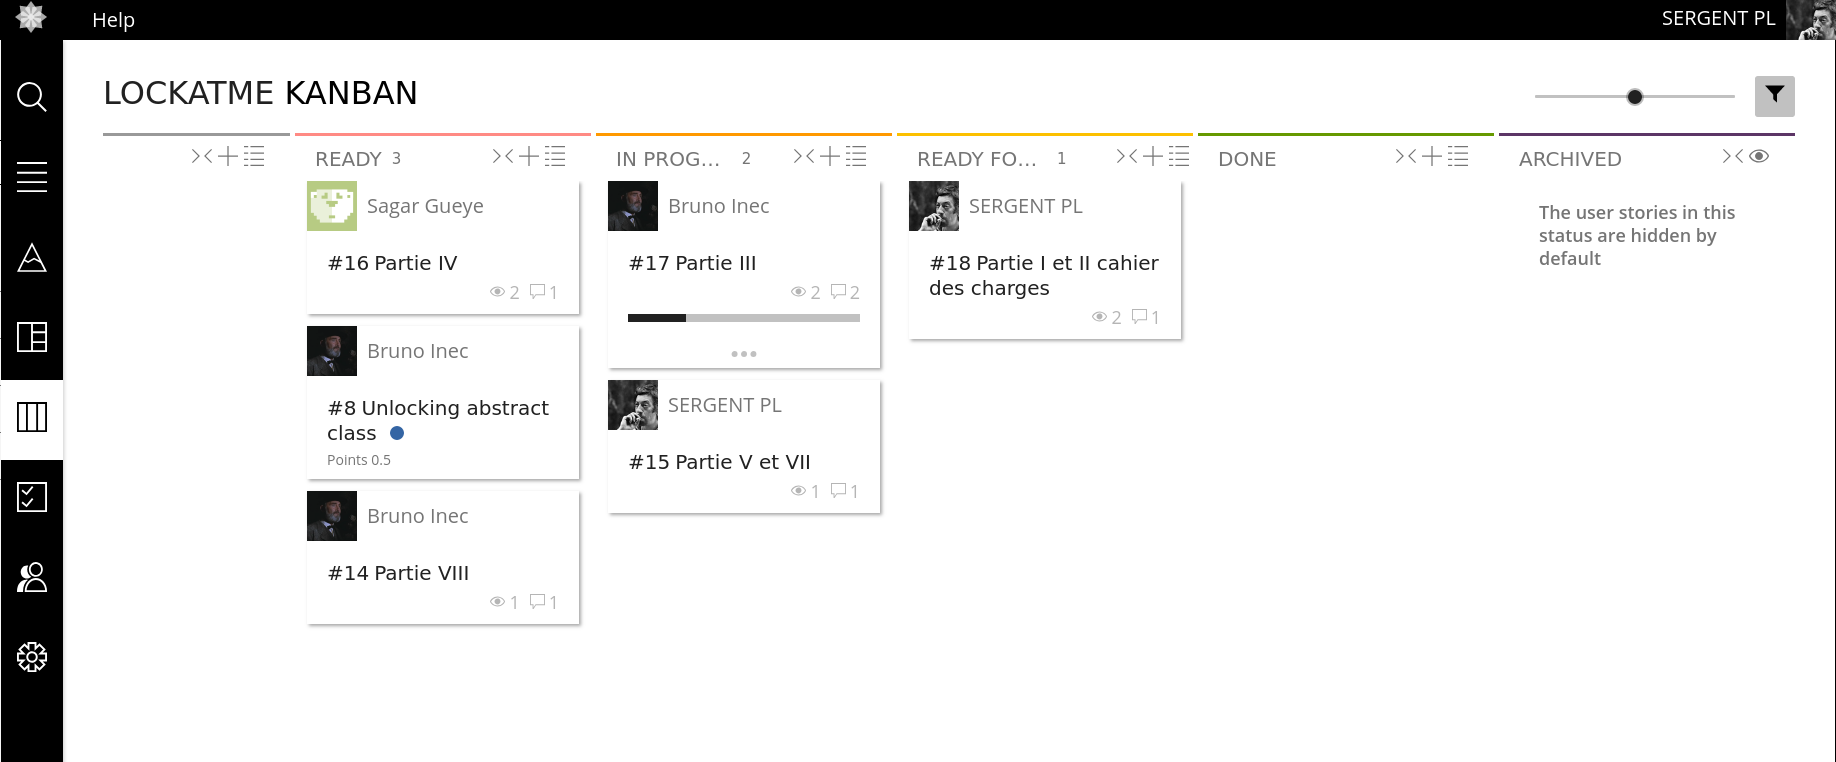 Help
SERGENT PL
LOCKATME KANBAN
READY 3
IN PROG... 2
READY FO... 1
DONE
ARCHIVED
Sagar Gueye
#16 Partie IV
2 1
Bruno Inec
#8 Unlocking abstract
class
Points 0.5
Bruno Inec
#14 Partie VIII
1 1
Bruno Inec
#17 Partie III
2 2
SERGENT PL
#15 Partie V et VII
1 1
SERGENT PL
#18 Partie I et II cahier
des charges
2 1
The user stories in this
status are hidden by
default